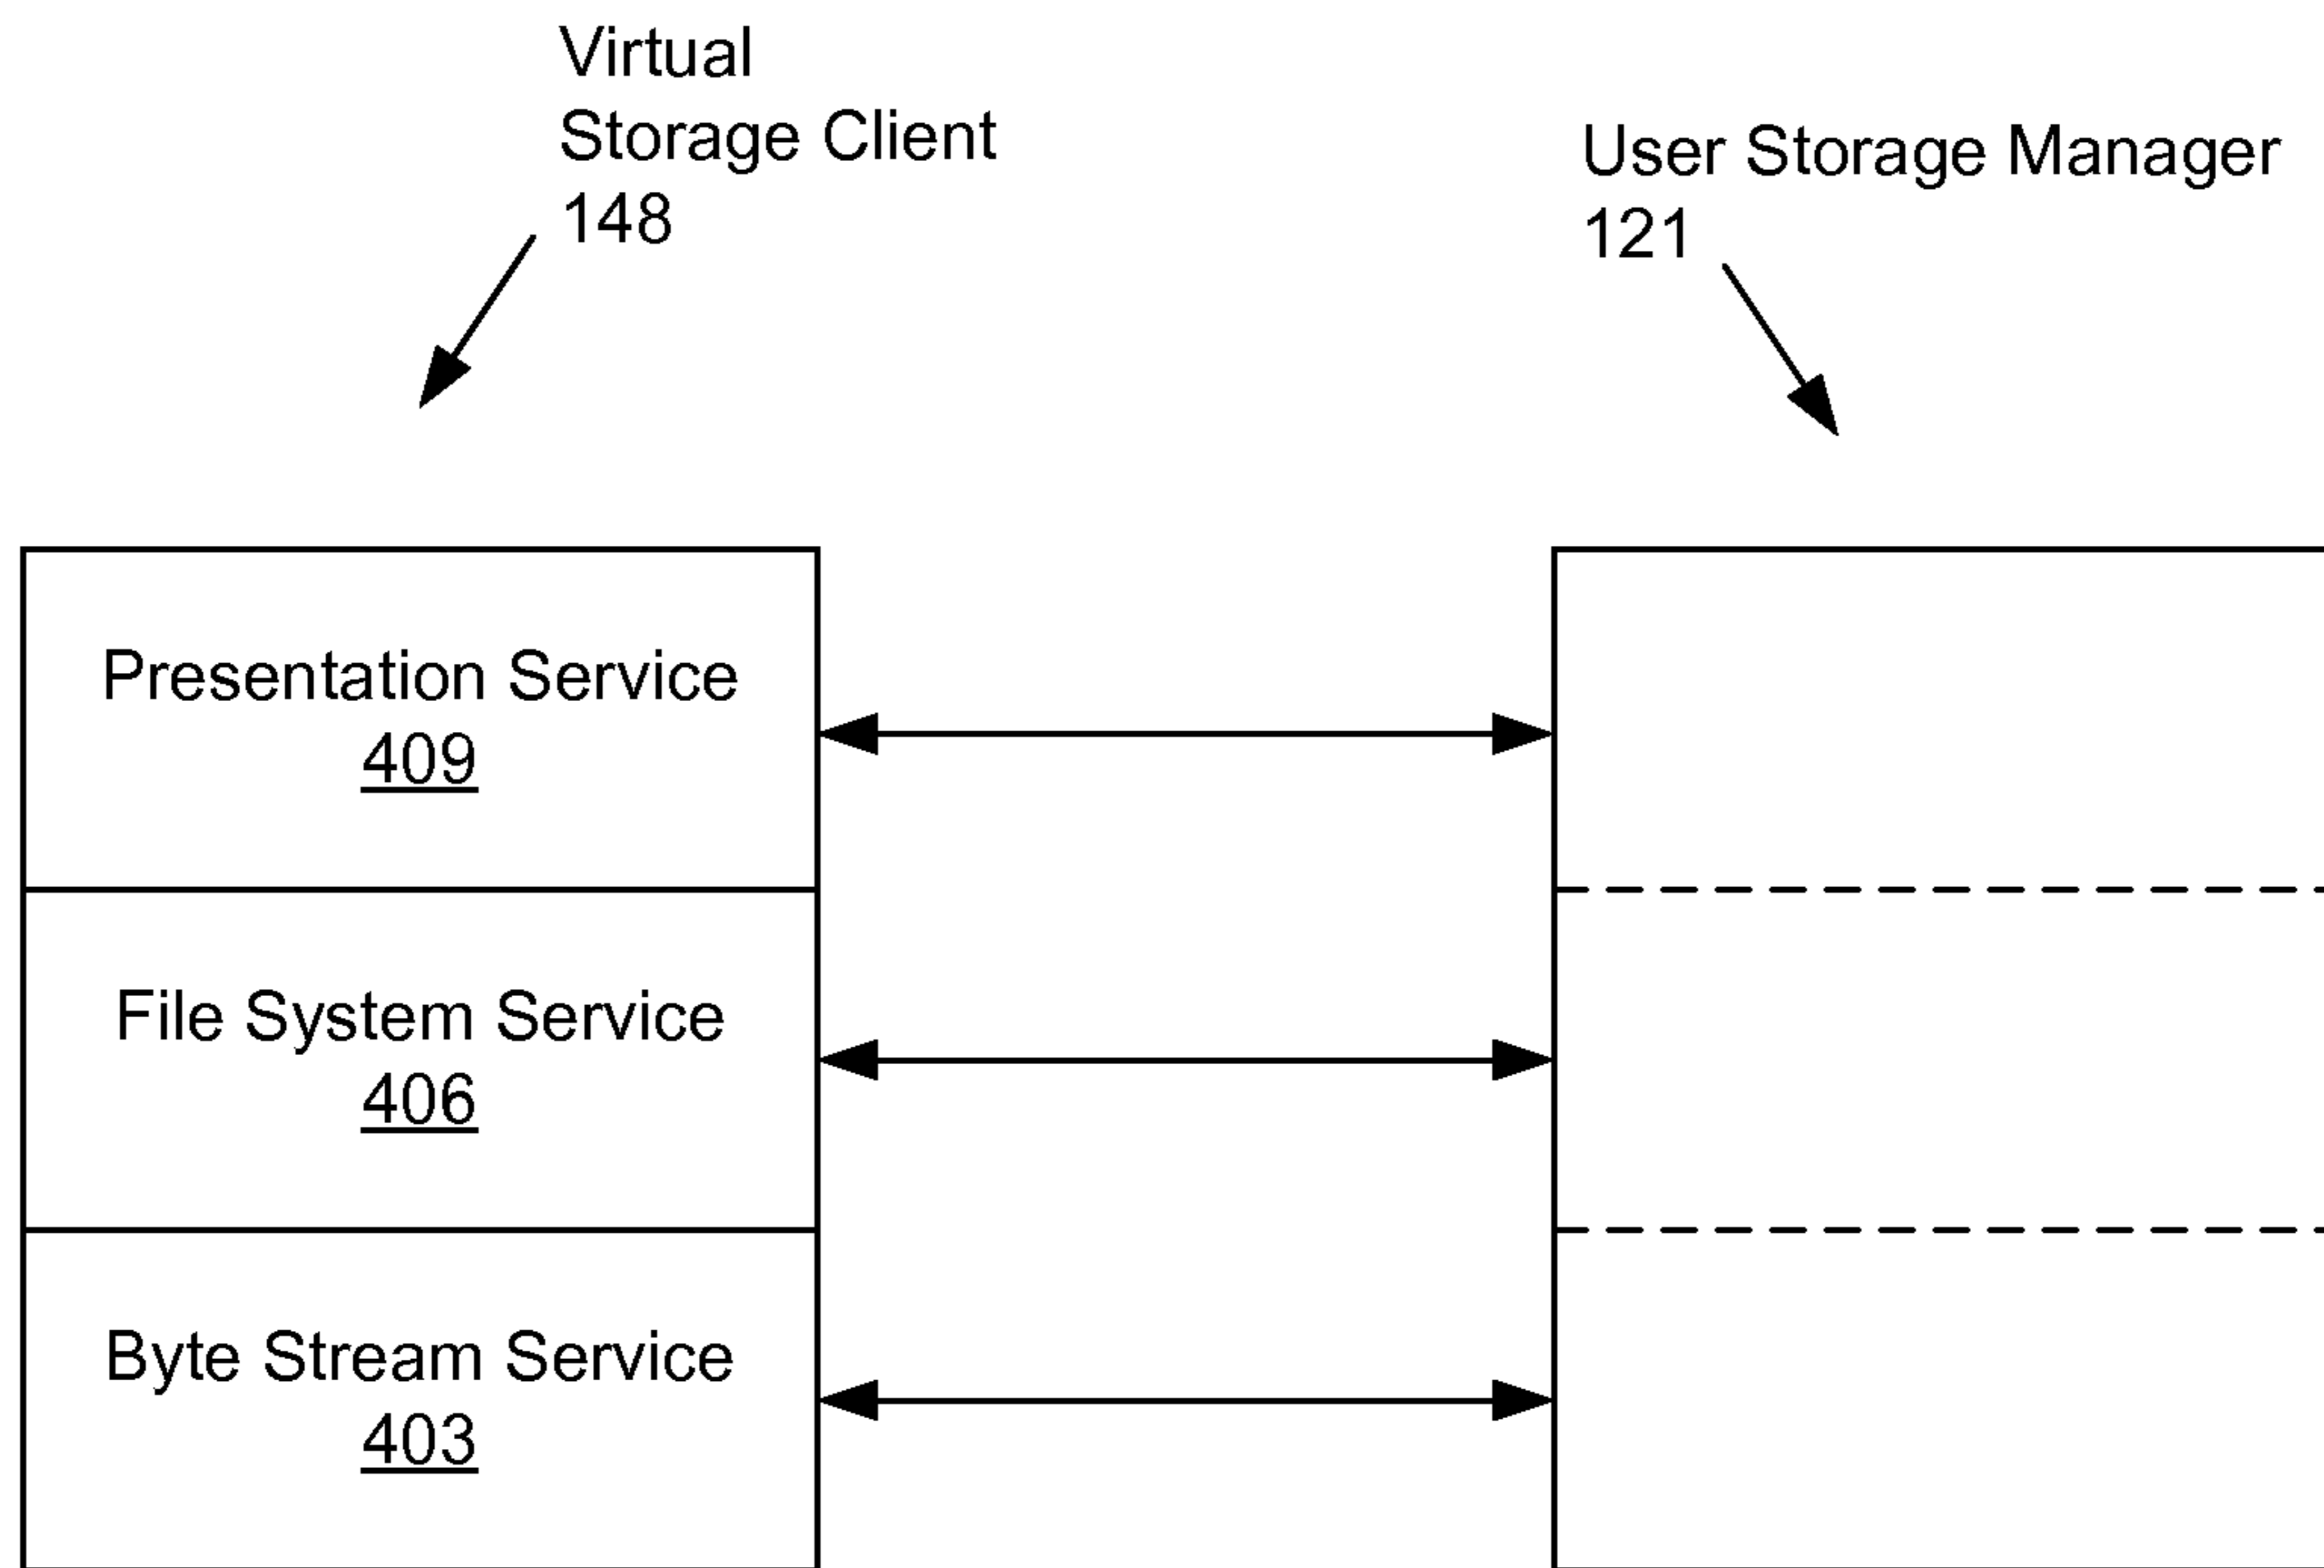 Virtual
Storage Client
148
User Storage Manager
121
Presentation Service
409
File System Service
406
Byte Stream Service
403